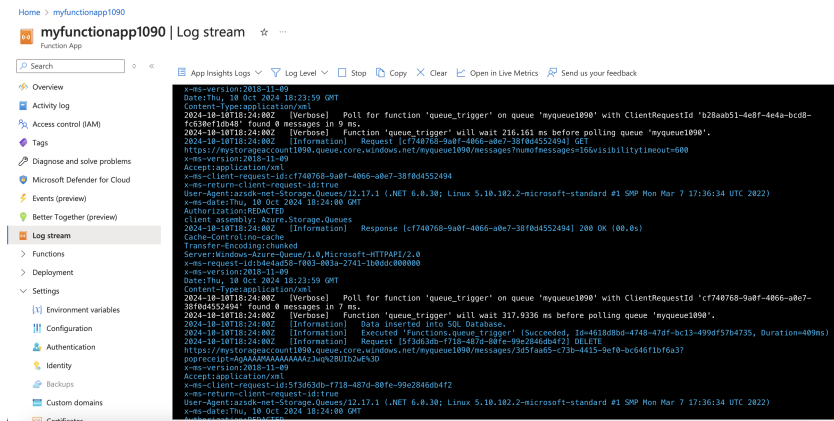 Home > myfunctionapp1090
myfunctionapp1090 | Log stream
Function App
Search
Overview
Activity log
Access control (IAM)
Tags
Diagnose and solve problems
Microsoft Defender for Cloud
Events (preview)
Better Together (preview)
Log stream
Functions
Deployment
Settings
Environment variables
Configuration
Authentication
Identity
Backups
Custom domains
Certificates
App Insights Logs Log Level Stop Copy Clear Open in Live Metrics Send us your feedback
x-ms-version:2018-11-09
Date:Thu, 10 Oct 2024 18:23:59 GMT
Content-Type:application/xml
2024-10-10T18:24:00Z [Verbose] Poll for function 'queue_trigger' on queue 'myqueue1090' with ClientRequestId 'b28aab51-4e8f-4e4a-bcd8-
fc630ef1db48' found 0 messages in 9 ms.
2024-10-10T18:24:00Z [Verbose] Function 'queue_trigger' will wait 216.161 ms before polling queue 'myqueue1090'.
2024-10-10T18:24:00Z [Information] Request [cf740768-9a0f-4066-a0e7-38f0d4552494] GET
https://mystorageaccount1090.queue.core.windows.net/myqueue1090/messages?numofmessages=16&visibilitytimeout=600
x-ms-version:2018-11-09
Accept:application/xml
x-ms-client-request-id:cf740768-9a0f-4066-a0e7-38f0d4552494
x-ms-return-client-request-id:true
User-Agent:azsdk-net-Storage.Queues/12.17.1 (.NET 6.0.30; Linux 5.10.102.2-microsoft-standard #1 SMP Mon Mar 7 17:36:34 UTC 2022)
x-ms-date:Thu, 10 Oct 2024 18:24:00 GMT
Authorization:REDACTED
client assembly: Azure.Storage.Queues
2024-10-10T18:24:00Z [Information] Response [cf740768-9a0f-4066-a0e7-38f0d4552494] 200 OK (00.0s)
Cache-Control:no-cache
Transfer-Encoding:chunked
Server:Windows-Azure-Queue/1.0,Microsoft-HTTPAPI/2.0
x-ms-request-id:b4e4ad58-f003-003a-2741-1b0ddc000000
x-ms-version:2018-11-09
Date:Thu, 10 Oct 2024 18:23:59 GMT
Content-Type:application/xml
2024-10-10T18:24:00Z [Verbose] Poll for function 'queue_trigger' on queue 'myqueue1090' with ClientRequestId 'cf740768-9a0f-4066-a0e7-
38f0d4552494' found 0 messages in 7 ms.
2024-10-10T18:24:00Z [Verbose] Function 'queue_trigger' will wait 317.9336 ms before polling queue 'myqueue1090'.
2024-10-10T18:24:00Z [Information] Data inserted into SQL Database.
2024-10-10T18:24:00Z [Information] Executed 'Functions.queue_trigger' (Succeeded, Id=4618d8bd-4748-47df-bc13-499df57b4735, Duration=409ms)
2024-10-10T18:24:00Z [Information] Request [5f3d63db-f718-487d-80fe-99e2846db4f2] DELETE
https://mystorageaccount1090.queue.core.windows.net/myqueue1090/messages/3d5faa65-c73b-4415-9ef0-bc646f1bf6a3?
popreceipt=AgAAAAMAAAAAAAAAzJwq%2BUIb2wE%3D
x-ms-version:2018-11-09
Accept:application/xml
x-ms-client-request-id:5f3d63db-f718-487d-80fe-99e2846db4f2
x-ms-return-client-request-id:true
User-Agent:azsdk-net-Storage.Queues/12.17.1 (.NET 6.0.30; Linux 5.10.102.2-microsoft-standard #1 SMP Mon Mar 7 17:36:34 UTC 2022)
x-ms-date:Thu, 10 Oct 2024 18:24:00 GMT
Authorization:REDACTED